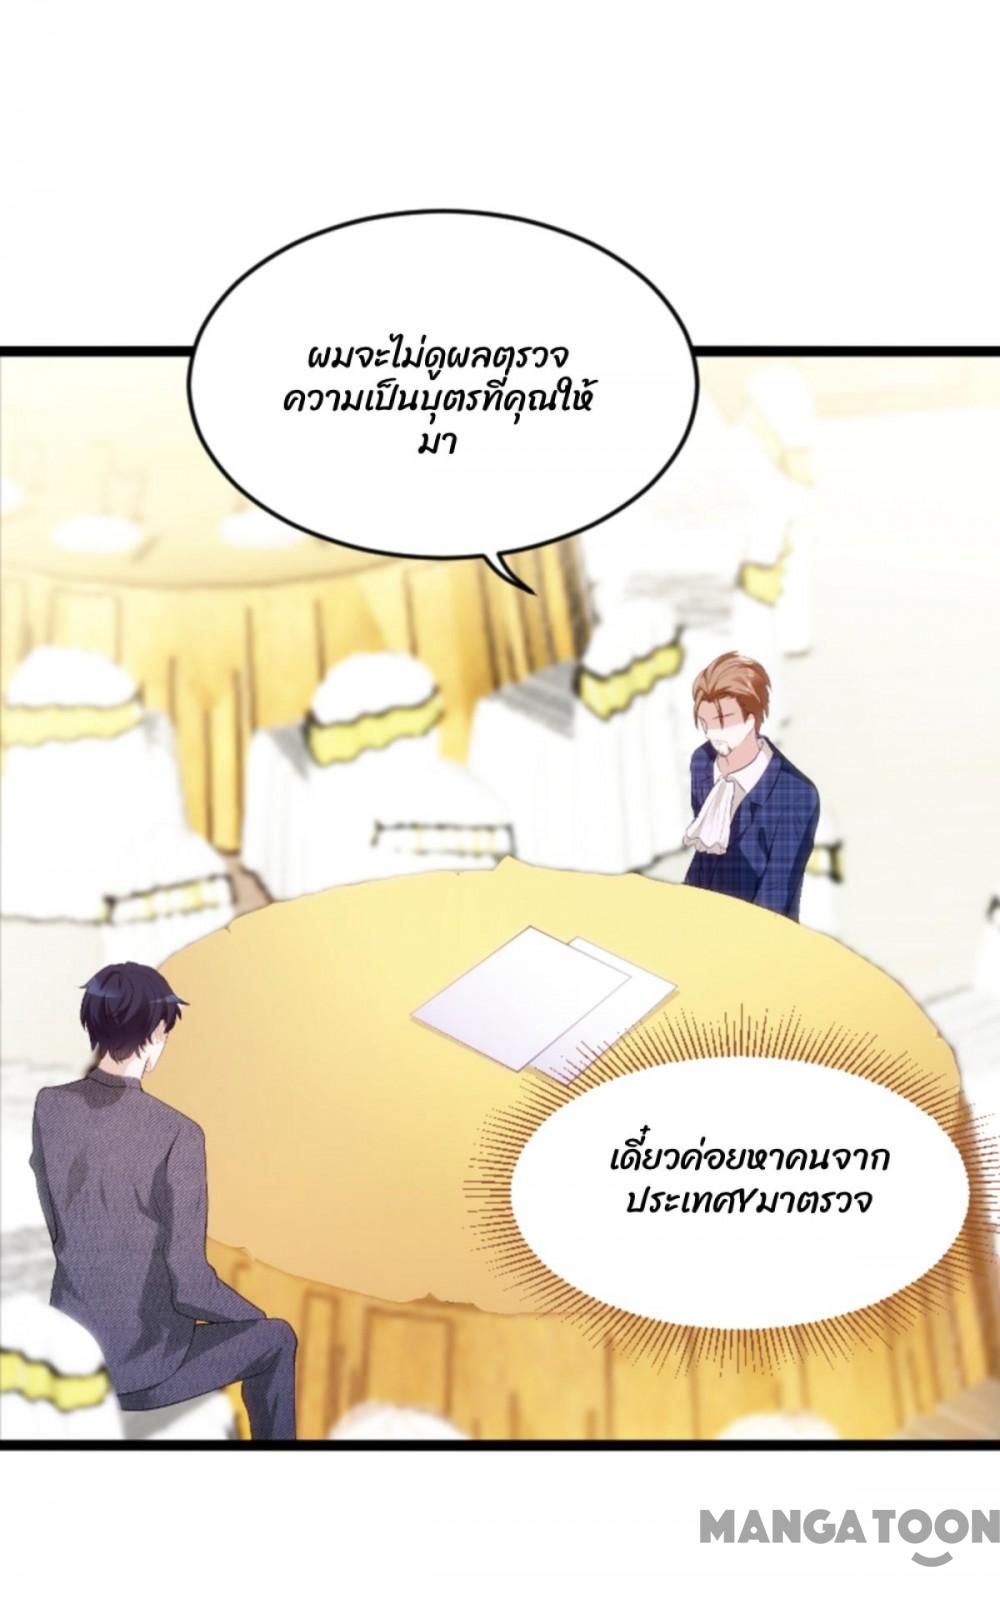 ผมจะไม่ดูผลตรวจ
ความเป็นบุตรที่คุณให้
มา
เดี๋ยวค่อยหาคนจาก
ประเทศYมาตรวจ
MANGATOON